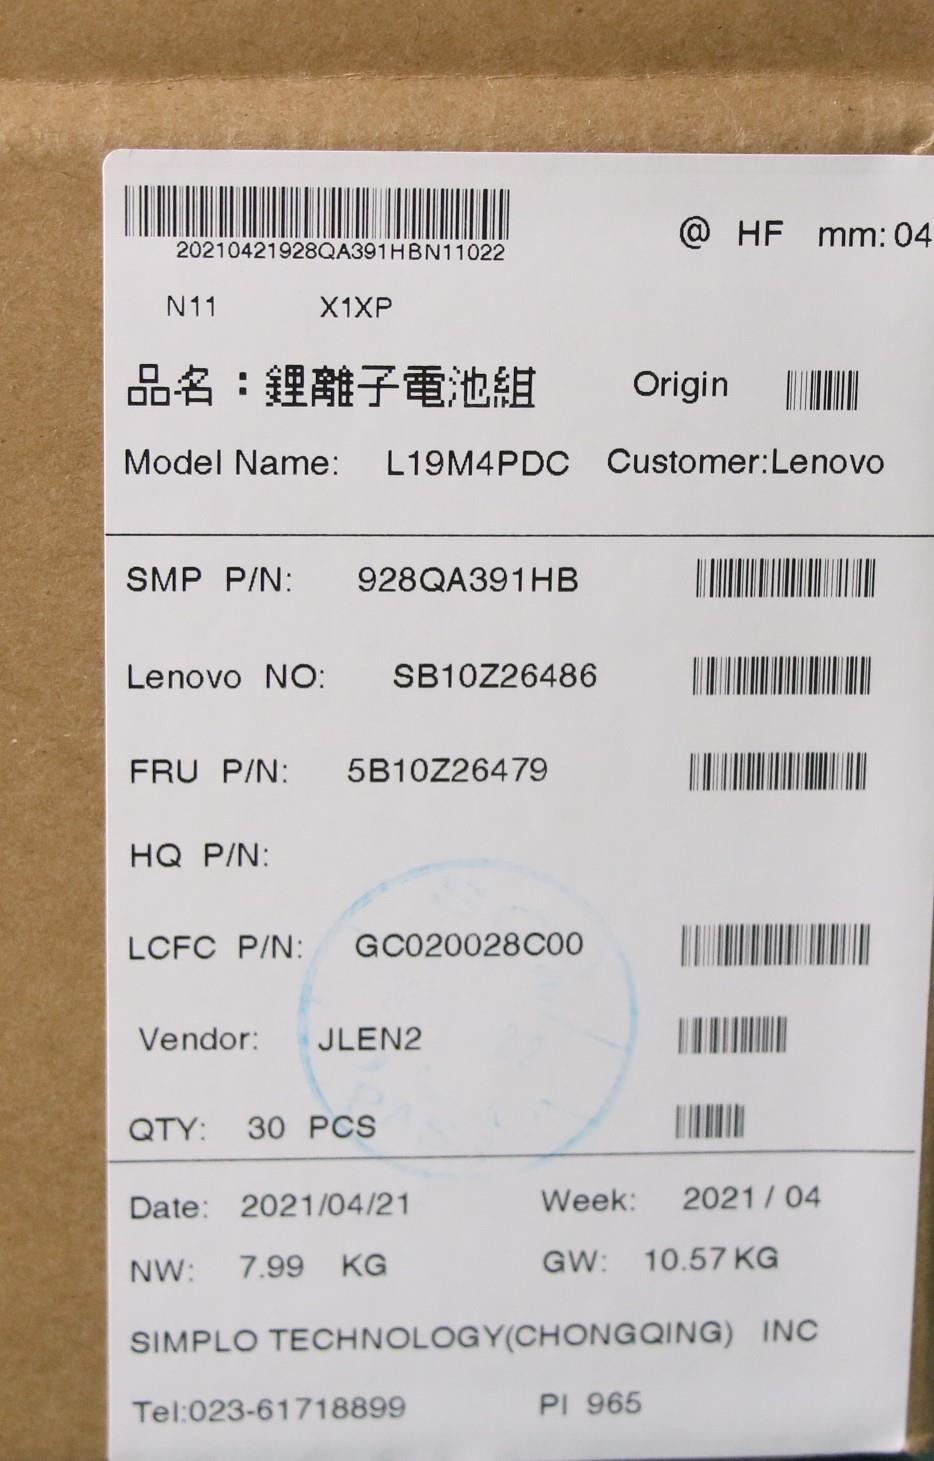 20210421928QA391HBN11022
@ HF mm: 04
N11 X1XP
品名：鋰離子電池組 Origin
Model Name: L19M4PDC Customer:Lenovo
SMP P/N: 928QA391HB
Lenovo NO: SB10Z26486
FRU P/N: 5B10Z26479
HQ P/N:
LCFC P/N: GC020028C00
Vendor: JLEN2
QTY: 30 PCS
Date: 2021/04/21 Week: 2021 / 04
NW: 7.99 KG GW: 10.57 KG
SIMPLO TECHNOLOGY(CHONGQING) INC
Tel:023-61718899 PI 965